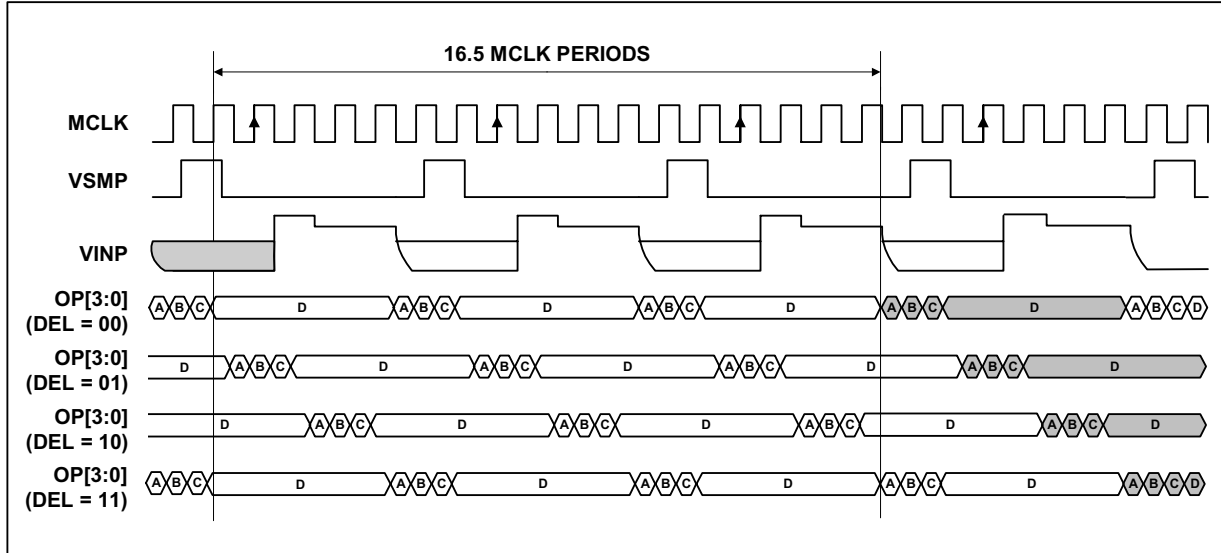 16.5 MCLK PERIODS
MCLK
VSMP
VINP
OP[3:0]
(DEL = 00)
A B C D A B C D A B C D A B C D A B C D
OP[3:0]
(DEL = 01)
D A B C D A B C D A B C D A B C D
OP[3:0]
(DEL = 10)
D A B C D A B C D A B C D A B C D
OP[3:0]
(DEL = 11)
A B C D A B C D A B C D A B C D A B C D